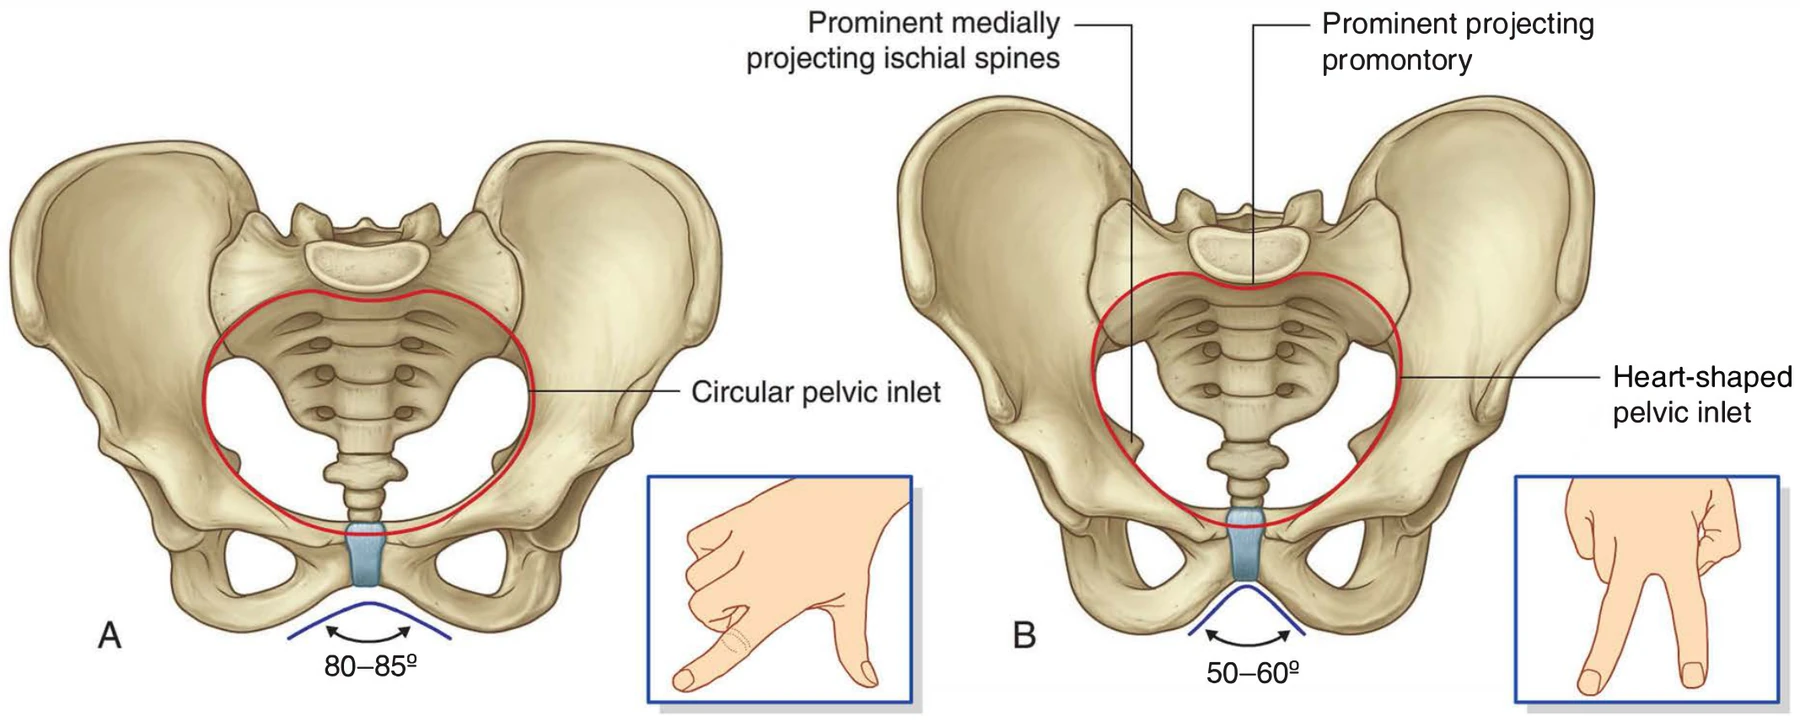 Prominent medially
projecting ischial spines
Prominent projecting
promontory
Circular pelvic inlet
Heart-shaped
pelvic inlet
A
80–85º
B
50–60º